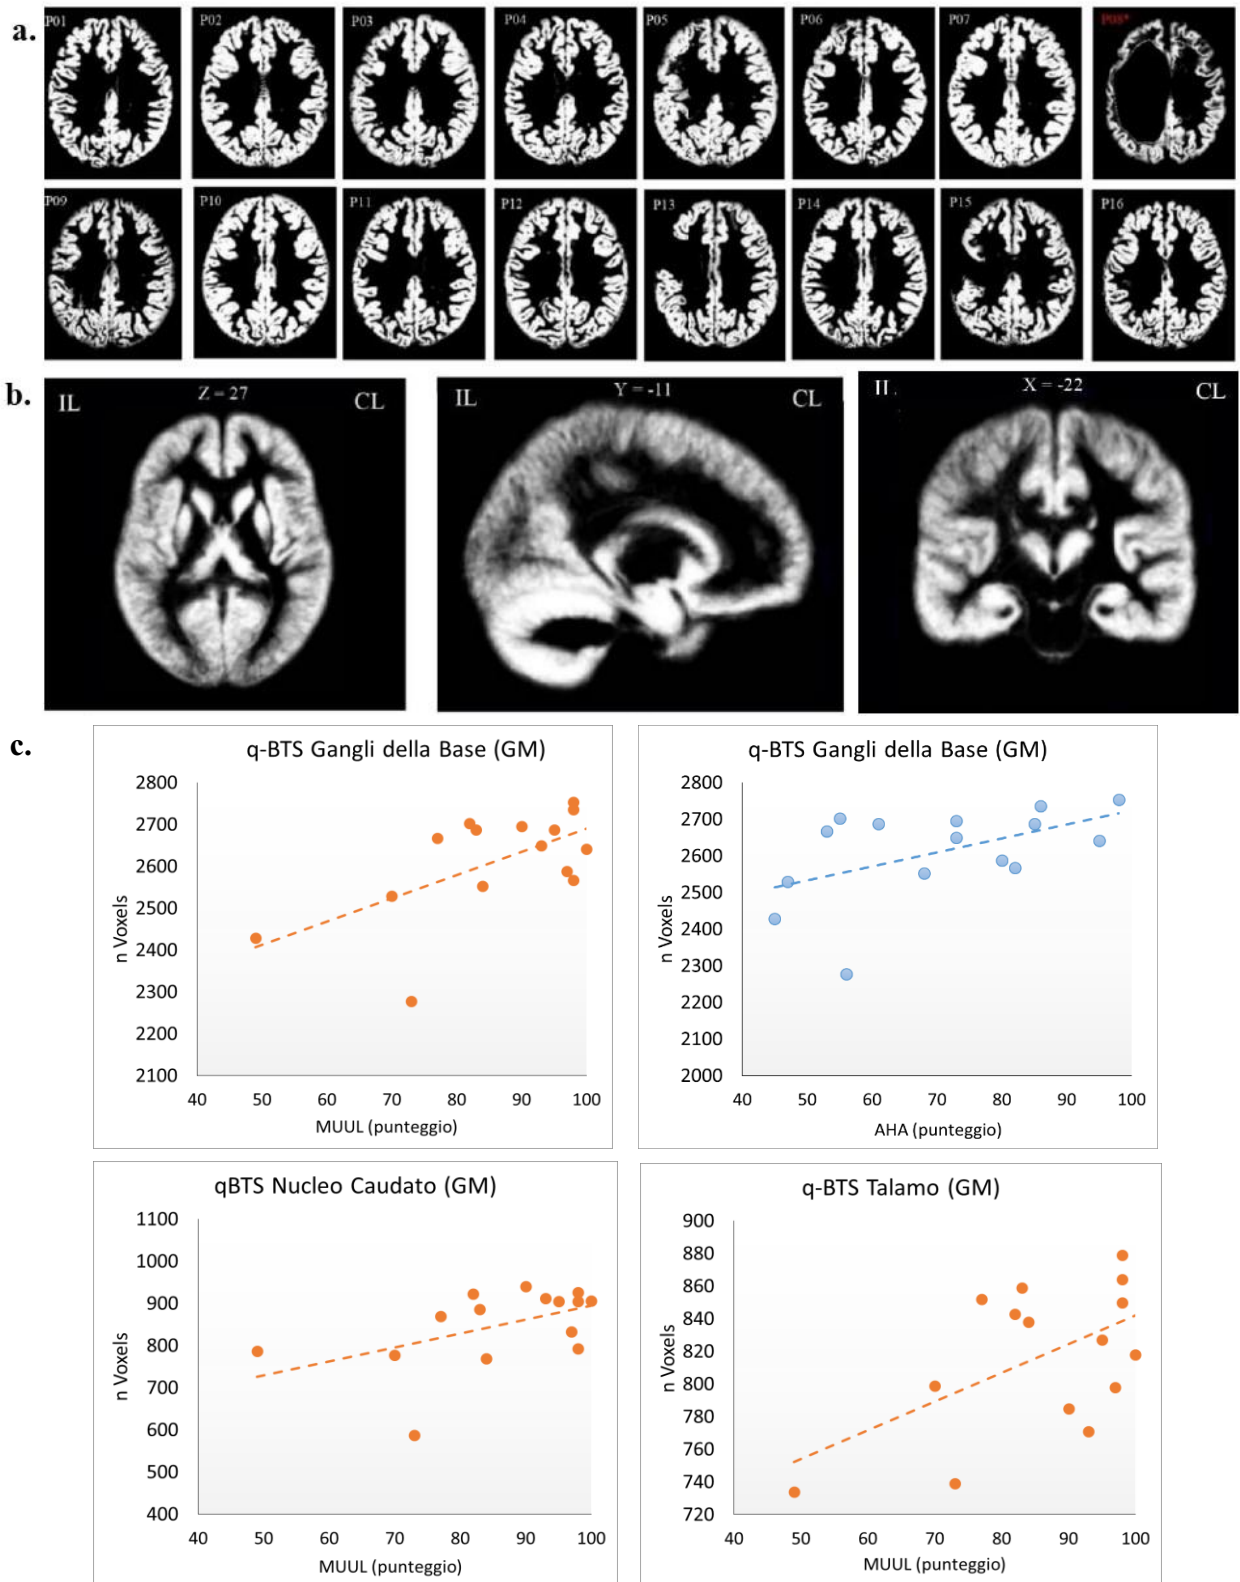 a.
P01 P02 P03 P04 P05 P06 P07 P08*
P09 P10 P11 P12 P13 P14 P15 P16
b.
IL Z = 27 CL
IL Y = -11 CL
IL X = -22 CL
c.
q-BTS Gangli della Base (GM)
2800
2700
2600
2500
2400
2300
2200
2100
n Voxels
40 50 60 70 80 90 100
MUUL (punteggio)
q-BTS Gangli della Base (GM)
2800
2700
2600
2500
2400
2300
2200
2100
2000
n Voxels
40 50 60 70 80 90 100
AHA (punteggio)
qBTS Nucleo Caudato (GM)
1100
1000
900
800
700
600
500
400
n Voxels
40 50 60 70 80 90 100
MUUL (punteggio)
q-BTS Talamo (GM)
900
880
860
840
820
800
780
760
740
720
n Voxels
40 50 60 70 80 90 100
MUUL (punteggio)